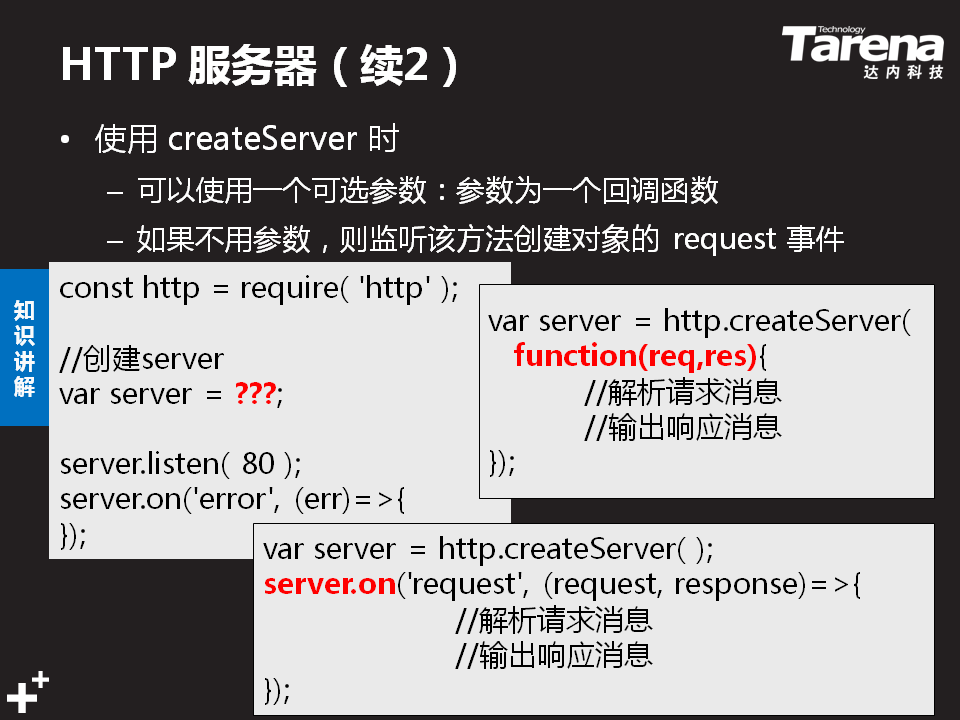 HTTP 服务器（续2）
Technology
Tarena
达内科技
• 使用 createServer 时
– 可以使用一个可选参数：参数为一个回调函数
– 如果不用参数，则监听该方法创建对象的 request 事件
知识讲解
const http = require( 'http' );
//创建server
var server = ???;
server.listen( 80 );
server.on('error', (err)=>{
});
var server = http.createServer(
function(req,res){
//解析请求消息
//输出响应消息
});
var server = http.createServer( );
server.on('request', (request, response)=>{
//解析请求消息
//输出响应消息
});